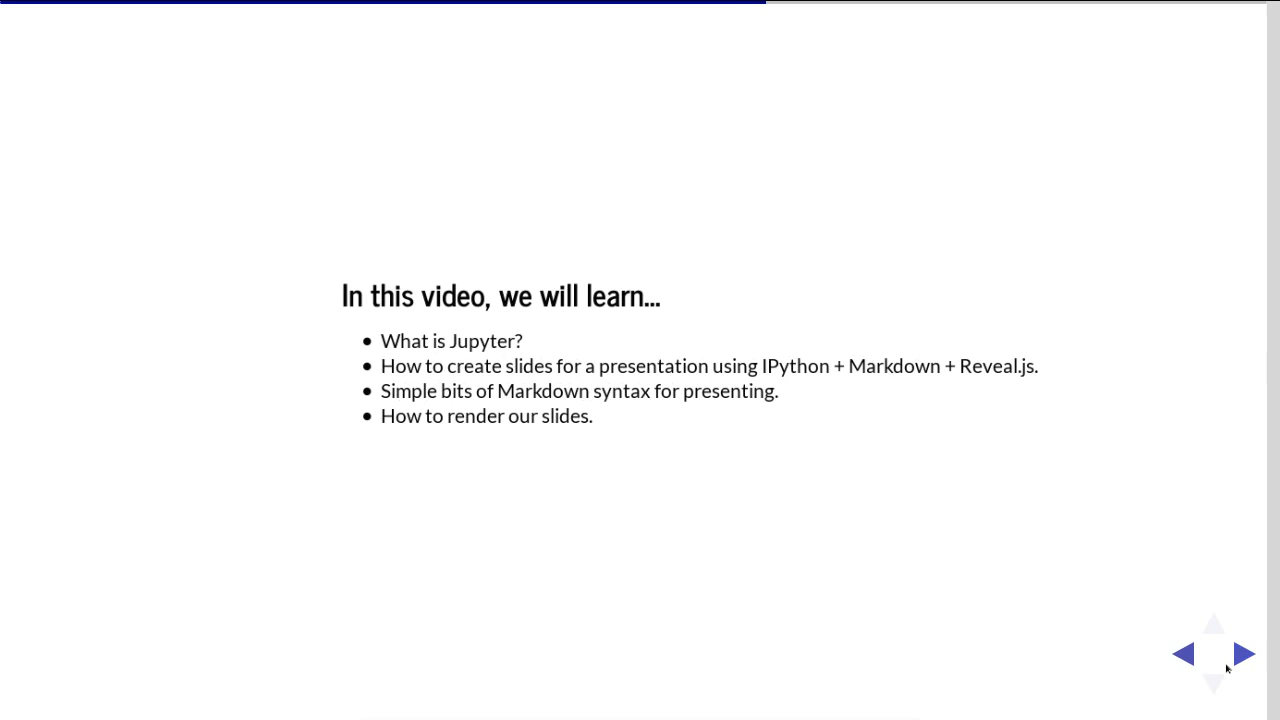 In this video, we will learn...
What is Jupyter?
How to create slides for a presentation using IPython + Markdown + Reveal.js.
Simple bits of Markdown syntax for presenting.
How to render our slides.